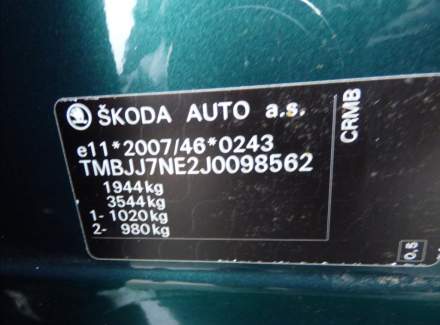 ŠKODA AUTO a.s.
e11*2007/46*0243
TMBJJ7NE2J0098562
1944kg
3544kg
1- 1020kg
2- 980kg
CRMB
0,5